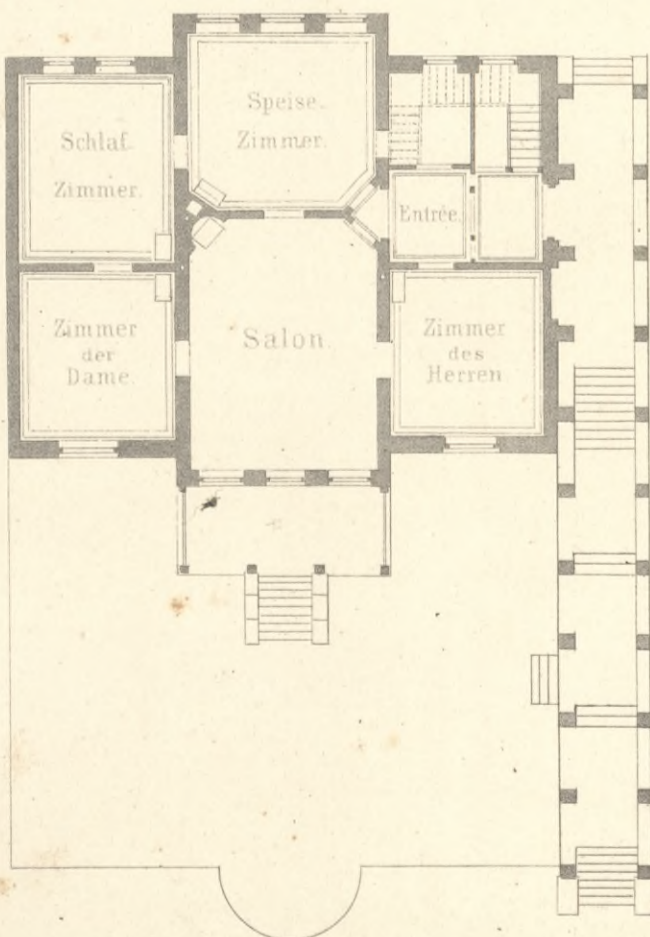 Speise-
Zimmer.
Schlaf-
Zimmer.
Entrée.
Salon.
Zimmer
der
Dame.
Zimmer
des
Herren